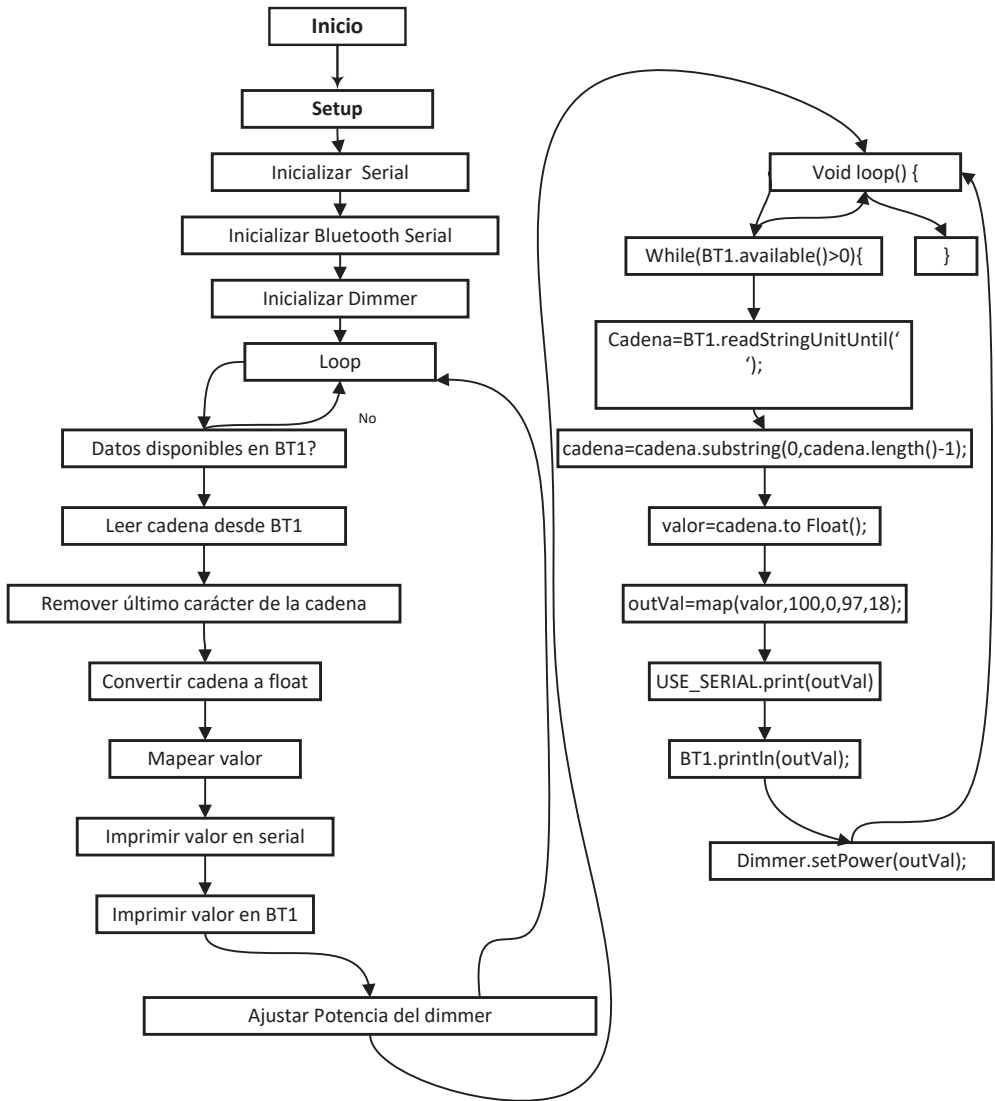 Inicio
Setup
Inicializar Serial
Inicializar Bluetooth Serial
Inicializar Dimmer
Loop
No
Datos disponibles en BT1?
Leer cadena desde BT1
Remover último carácter de la cadena
Convertir cadena a float
Mapear valor
Imprimir valor en serial
Imprimir valor en BT1
Ajustar Potencia del dimmer
Void loop() {
While(BT1.available()>0){
}
Cadena=BT1.readStringUnitUntil(‘
‘);
cadena=cadena.substring(0,cadena.length()-1);
valor=cadena.to Float();
outVal=map(valor,100,0,97,18);
USE_SERIAL.print(outVal)
BT1.println(outVal);
Dimmer.setPower(outVal);